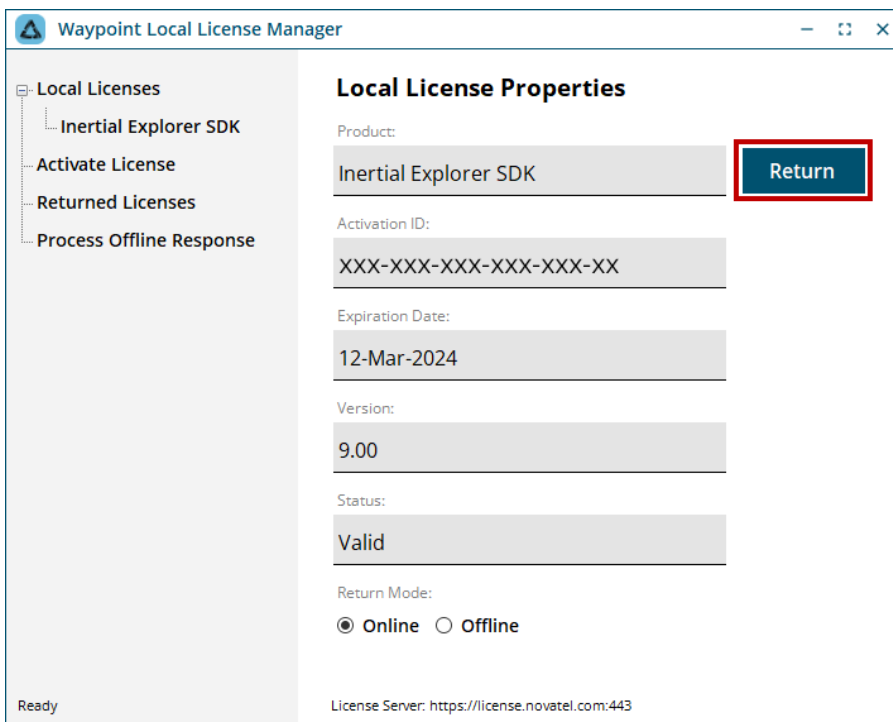 Waypoint Local License Manager
Local Licenses
Inertial Explorer SDK
Activate License
Returned Licenses
Process Offline Response
Local License Properties
Product:
Inertial Explorer SDK
Return
Activation ID:
XXX-XXX-XXX-XXX-XXX-XX
Expiration Date:
12-Mar-2024
Version:
9.00
Status:
Valid
Return Mode:
Online Offline
Ready
License Server: https://license.novatel.com:443